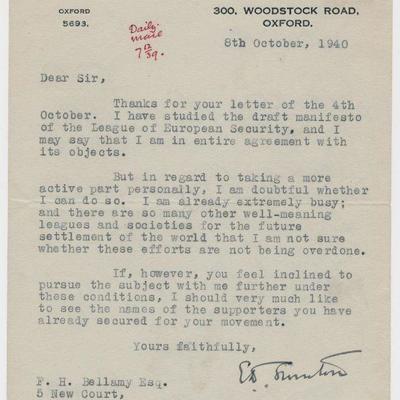 OXFORD
5693.
300, WOODSTOCK ROAD,
OXFORD.
Daily
mail
8th October, 1940
Dear Sir,
Thanks for your letter of the 4th
October. I have studied the draft manifesto
of the League of European Security, and I
may say that I am in entire agreement with
its objects.
But in regard to taking a more
active part personally, I am doubtful whether
I can do so. I am already extremely busy;
and there are so many other well-meaning
leagues and societies for the future
settlement of the world that I am not sure
whether these efforts are not being overdone.
If, however, you feel inclined to
pursue the subject with me further under
these conditions, I should very much like
to see the names of the supporters you have
already secured for your movement.
Yours faithfully,
F. H. Bellamy Esq.
5 New Court,